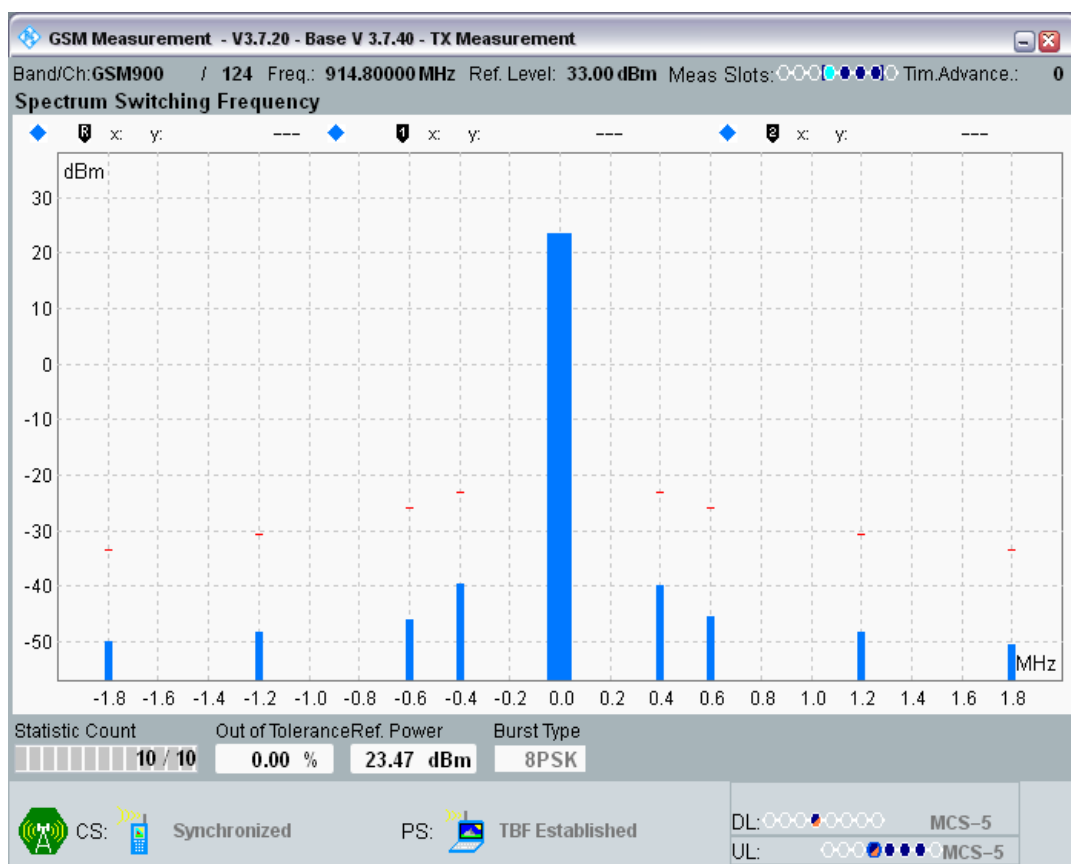 GSM Measurement - V3.7.20 - Base V 3.7.40 - TX Measurement
Band/Ch:GSM900 / 124 Freq.: 914.80000 MHz Ref. Level: 33.00 dBm Meas Slots: Tim.Advance.: 0
Spectrum Switching Frequency
R x: y: --- 1 x: y: --- 2 x: y: ---
dBm
30
20
10
0
-10
-20
-30
-40
-50
MHz
-1.8 -1.6 -1.4 -1.2 -1.0 -0.8 -0.6 -0.4 -0.2 0.0 0.2 0.4 0.6 0.8 1.0 1.2 1.4 1.6 1.8
Statistic Count Out of Tolerance Ref. Power Burst Type
10 / 10 0.00 % 23.47 dBm 8PSK
CS: Synchronized PS: TBF Established
DL: MCS-5
UL: MCS-5